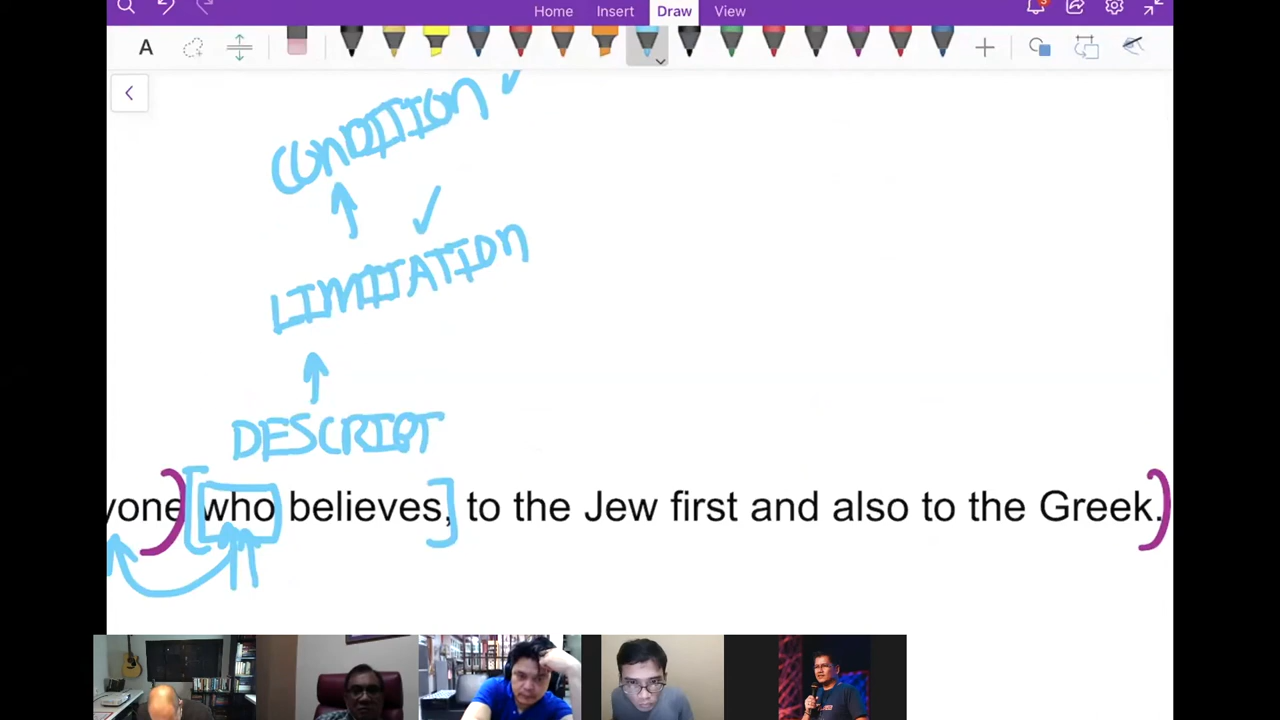 Home Insert Draw View
A
CONDITION
LIMITATION
DESCRIPT
yone who believes, to the Jew first and also to the Greek.